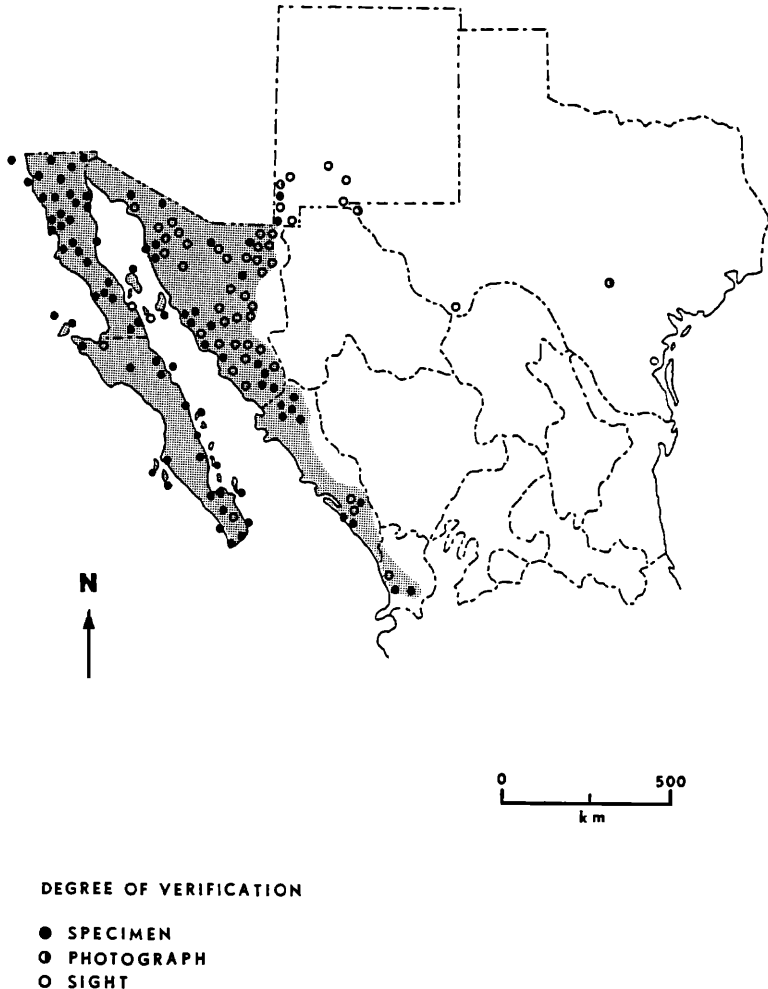 N
0 500
km
DEGREE OF VERIFICATION
SPECIMEN
PHOTOGRAPH
SIGHT